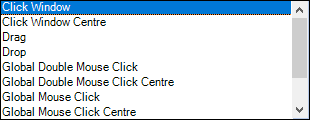 Click Window
Click Window Centre
Drag
Drop
Global Double Mouse Click
Global Double Mouse Click Centre
Global Mouse Click
Global Mouse Click Centre